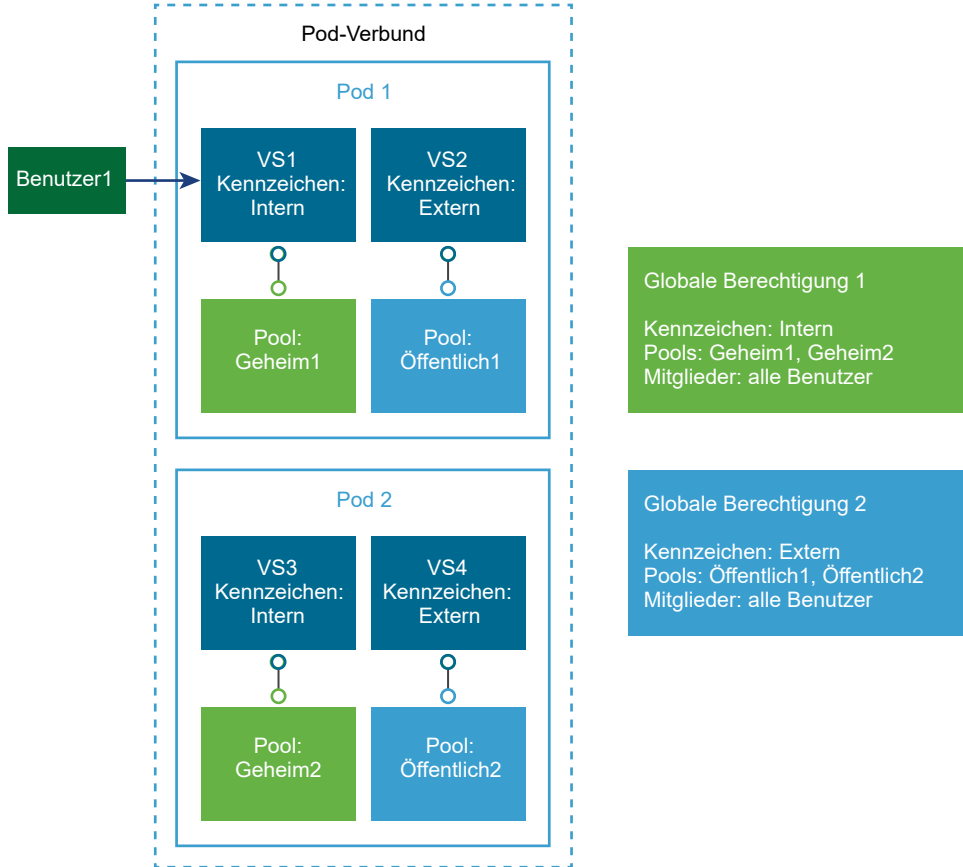 Pod-Verbund
Pod 1
Benutzer1
VS1
Kennzeichen:
Intern
VS2
Kennzeichen:
Extern
Pool:
Geheim1
Pool:
Öffentlich1
Globale Berechtigung 1
Kennzeichen: Intern
Pools: Geheim1, Geheim2
Mitglieder: alle Benutzer
Pod 2
VS3
Kennzeichen:
Intern
VS4
Kennzeichen:
Extern
Pool:
Geheim2
Pool:
Öffentlich2
Globale Berechtigung 2
Kennzeichen: Extern
Pools: Öffentlich1, Öffentlich2
Mitglieder: alle Benutzer